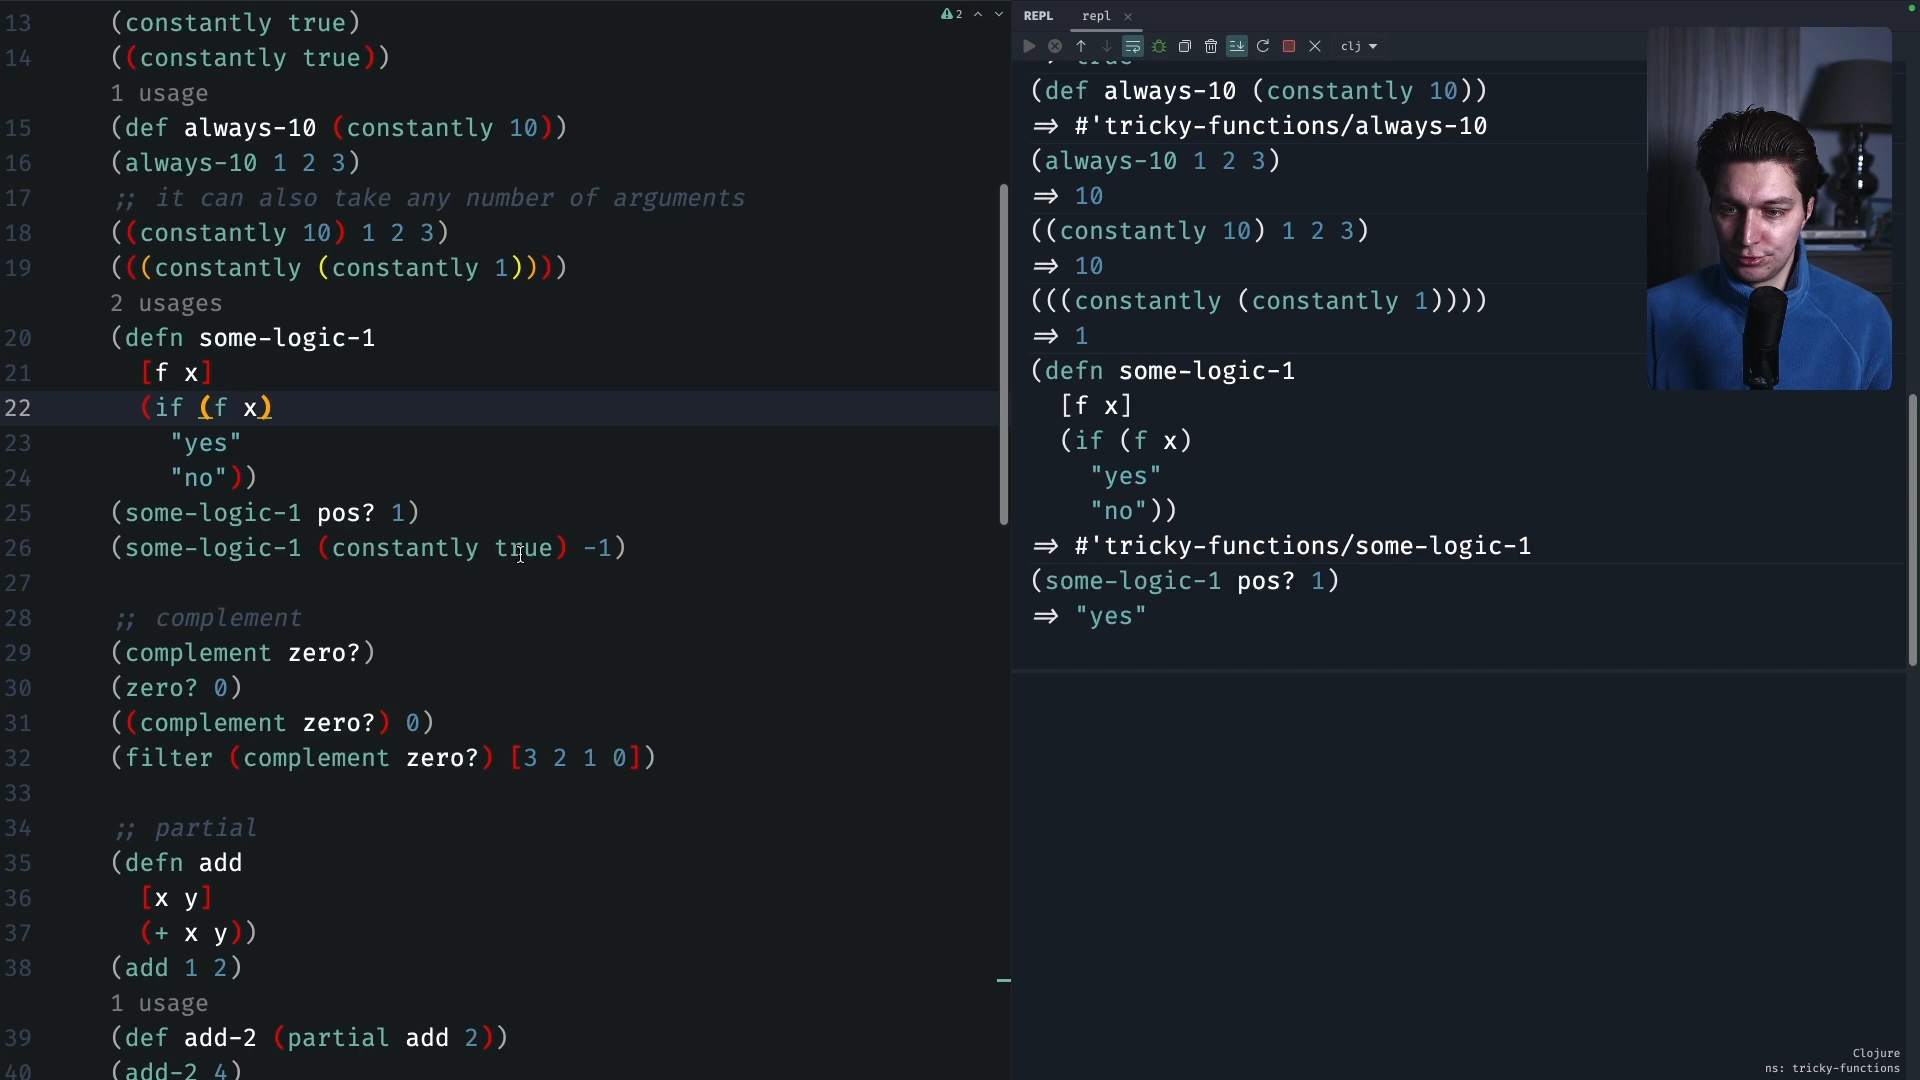 13 (constantly true)
14 ((constantly true))
1 usage
15 (def always-10 (constantly 10))
16 (always-10 1 2 3)
17 ;; it can also take any number of arguments
18 ((constantly 10) 1 2 3)
19 (((constantly (constantly 1))))
2 usages
20 (defn some-logic-1
21 [f x]
22 (if (f x)
23 "yes"
24 "no"))
25 (some-logic-1 pos? 1)
26 (some-logic-1 (constantly true) -1)
27
28 ;; complement
29 (complement zero?)
30 (zero? 0)
31 ((complement zero?) 0)
32 (filter (complement zero?) [3 2 1 0])
33
34 ;; partial
35 (defn add
36 [x y]
37 (+ x y))
38 (add 1 2)
1 usage
39 (def add-2 (partial add 2))
40 (add-2 4)
2
REPL repl
clj
=> true
(def always-10 (constantly 10))
=> #'tricky-functions/always-10
(always-10 1 2 3)
=> 10
((constantly 10) 1 2 3)
=> 10
(((constantly (constantly 1))))
=> 1
(defn some-logic-1
[f x]
(if (f x)
"yes"
"no"))
=> #'tricky-functions/some-logic-1
(some-logic-1 pos? 1)
=> "yes"
Clojure
ns: tricky-functions